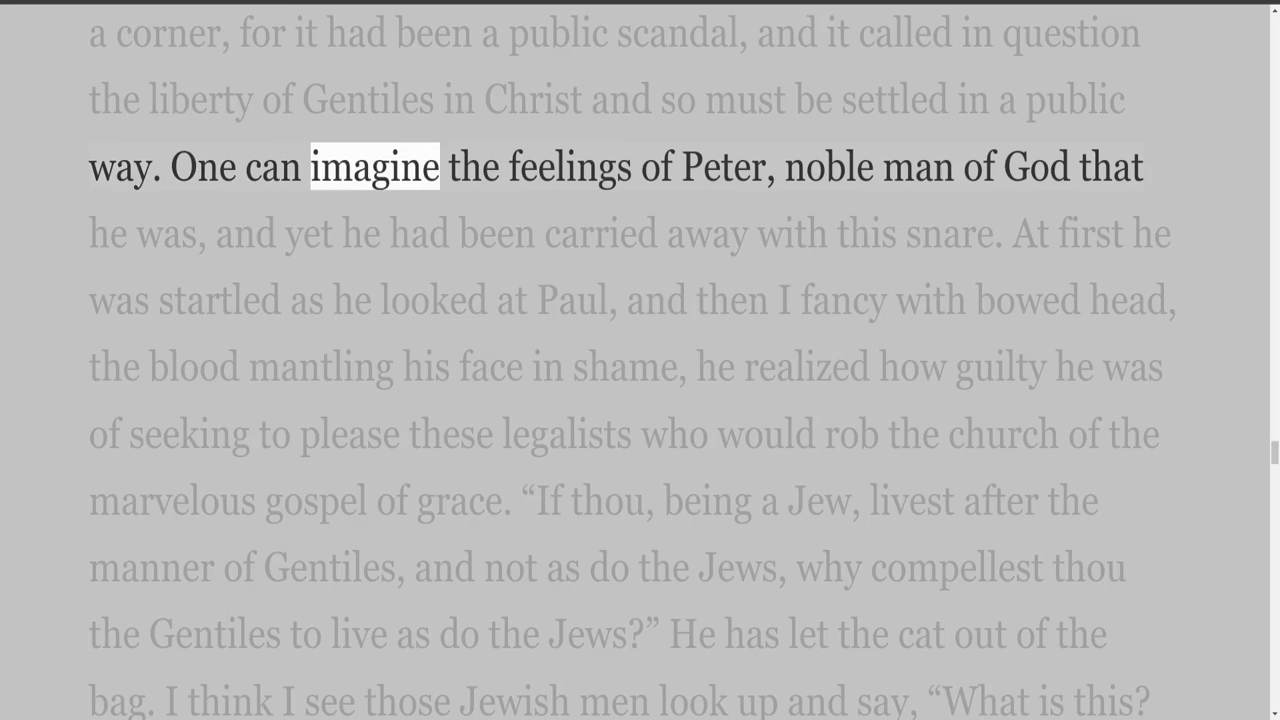 a corner, for it had been a public scandal, and it called in question
the liberty of Gentiles in Christ and so must be settled in a public
way. One can imagine the feelings of Peter, noble man of God that
he was, and yet he had been carried away with this snare. At first he
was startled as he looked at Paul, and then I fancy with bowed head,
the blood mantling his face in shame, he realized how guilty he was
of seeking to please these legalists who would rob the church of the
marvelous gospel of grace. “If thou, being a Jew, livest after the
manner of Gentiles, and not as do the Jews, why compellest thou
the Gentiles to live as do the Jews?” He has let the cat out of the
bag. I think I see those Jewish men look up and say, “What is this?